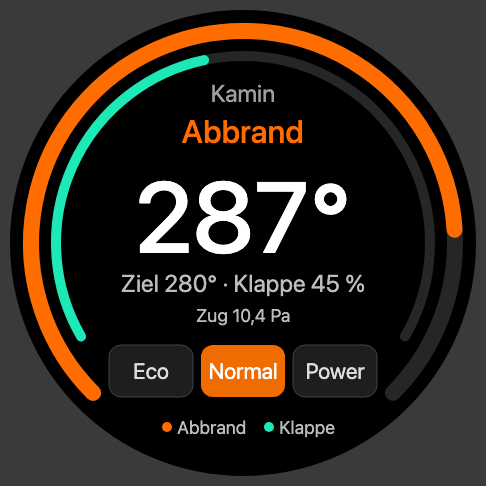 Kamin
Abbrand
287°
Ziel 280° · Klappe 45 %
Zug 10,4 Pa
Eco Normal Power
Abbrand Klappe